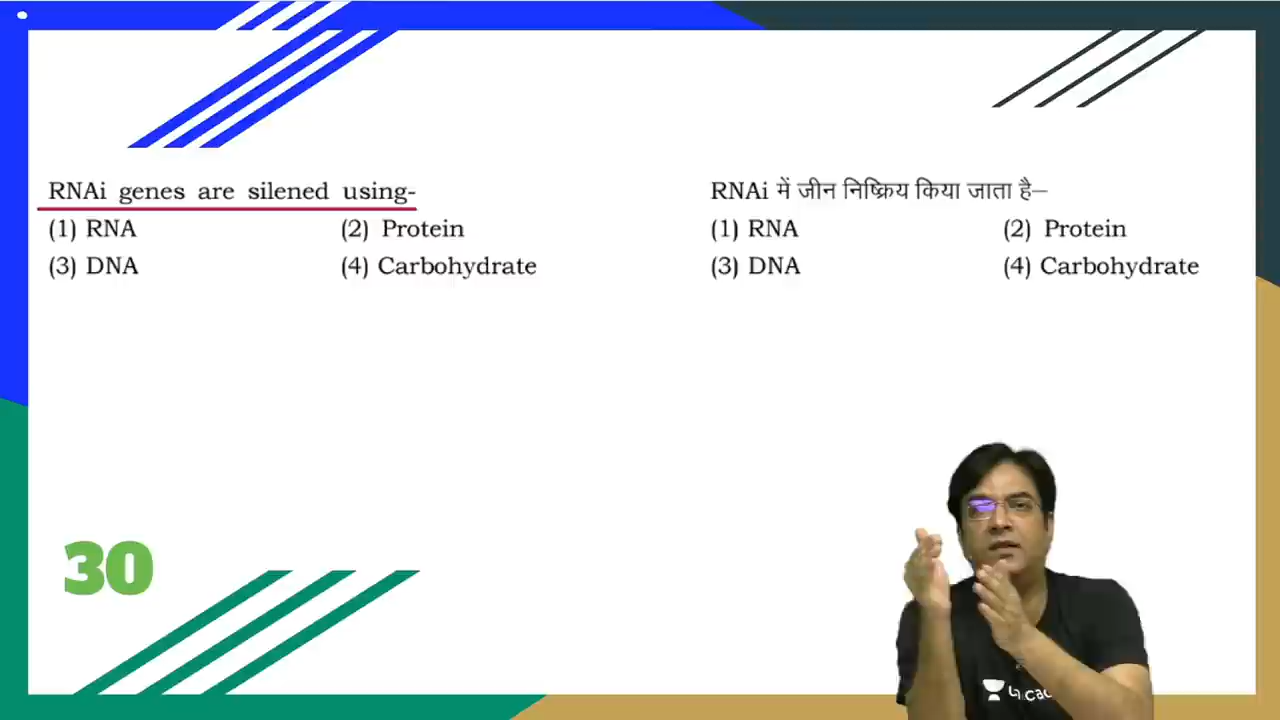 RNAi genes are silened using-
(1) RNA (2) Protein
(3) DNA (4) Carbohydrate
RNAi में जीन निष्क्रिय किया जाता है–
(1) RNA (2) Protein
(3) DNA (4) Carbohydrate
30